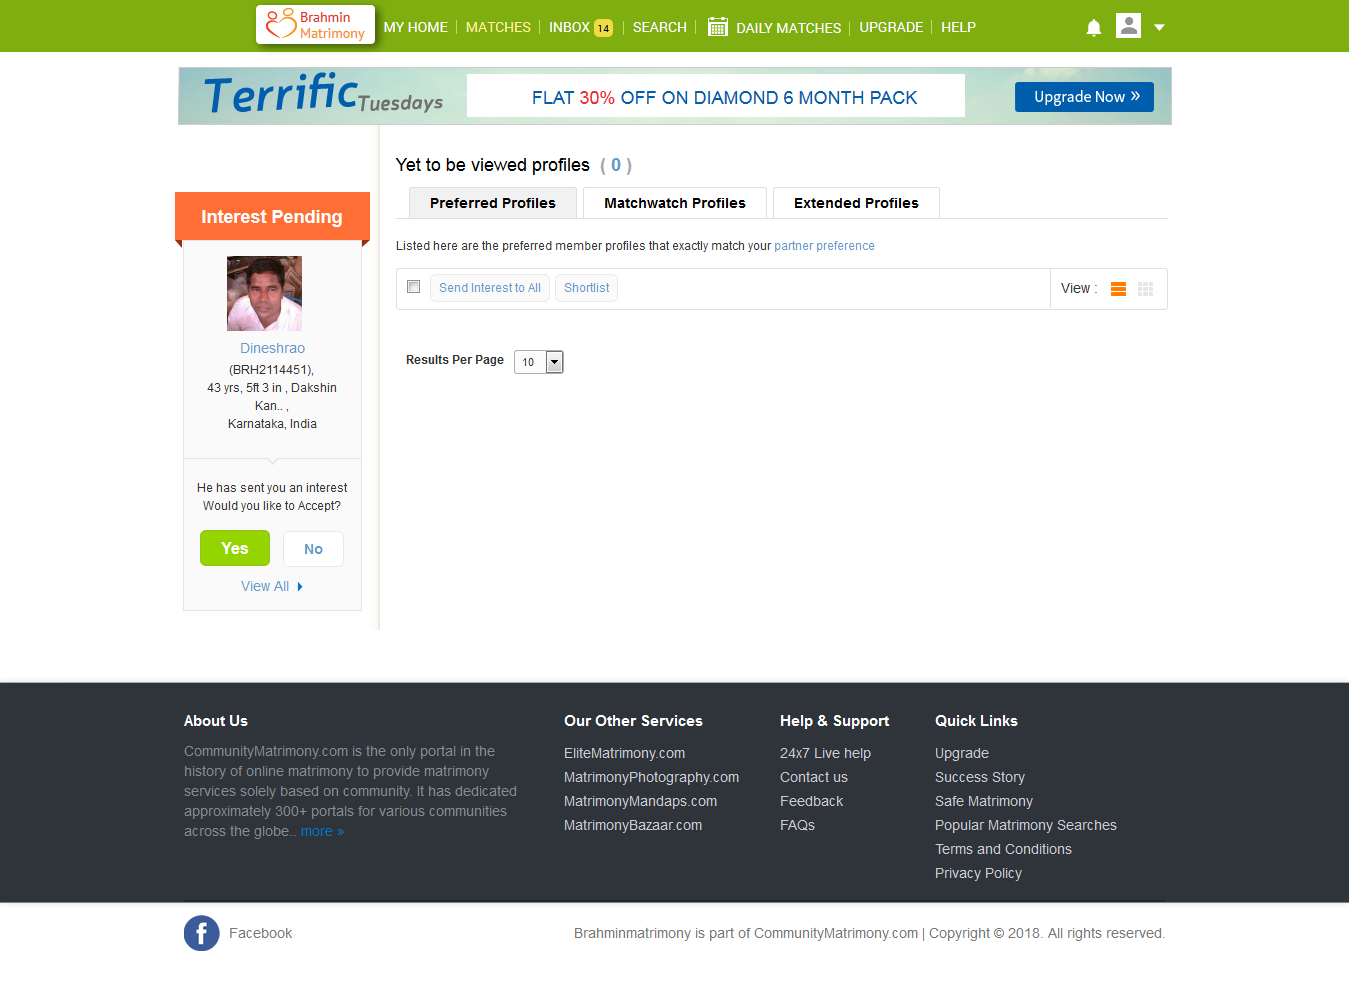 Brahmin
Matrimony
MY HOME
MATCHES
INBOX 14
SEARCH
DAILY MATCHES
UPGRADE
HELP
Terrific Tuesdays
FLAT 30% OFF ON DIAMOND 6 MONTH PACK
Upgrade Now »
Interest Pending
Dineshrao
(BRH2114451),
43 yrs, 5ft 3 in , Dakshin
Kan.. ,
Karnataka, India
He has sent you an interest
Would you like to Accept?
Yes
No
View All
Yet to be viewed profiles ( 0 )
Preferred Profiles
Matchwatch Profiles
Extended Profiles
Listed here are the preferred member profiles that exactly match your partner preference
Send Interest to All
Shortlist
View :
Results Per Page 10
About Us
CommunityMatrimony.com is the only portal in the
history of online matrimony to provide matrimony
services solely based on community. It has dedicated
approximately 300+ portals for various communities
across the globe.. more »
Our Other Services
EliteMatrimony.com
MatrimonyPhotography.com
MatrimonyMandaps.com
MatrimonyBazaar.com
Help & Support
24x7 Live help
Contact us
Feedback
FAQs
Quick Links
Upgrade
Success Story
Safe Matrimony
Popular Matrimony Searches
Terms and Conditions
Privacy Policy
f Facebook
Brahminmatrimony is part of CommunityMatrimony.com | Copyright © 2018. All rights reserved.